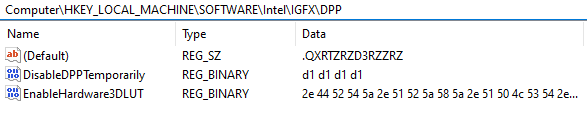 Computer\HKEY_LOCAL_MACHINE\SOFTWARE\Intel\IGFX\DPP
Name Type Data
(Default) REG_SZ .QXRTZRZD3RZZRZ
DisableDPPTemporarily REG_BINARY d1 d1 d1 d1
EnableHardware3DLUT REG_BINARY 2e 44 52 54 5a 2e 51 52 5a 58 5a 2e 51 50 4c 53 54 2e...